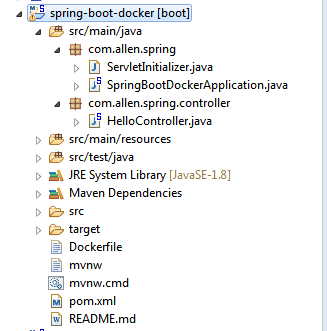 spring-boot-docker [boot]
src/main/java
com.allen.spring
ServletInitializer.java
SpringBootDockerApplication.java
com.allen.spring.controller
HelloController.java
src/main/resources
src/test/java
JRE System Library [JavaSE-1.8]
Maven Dependencies
src
target
Dockerfile
mvnw
mvnw.cmd
pom.xml
README.md